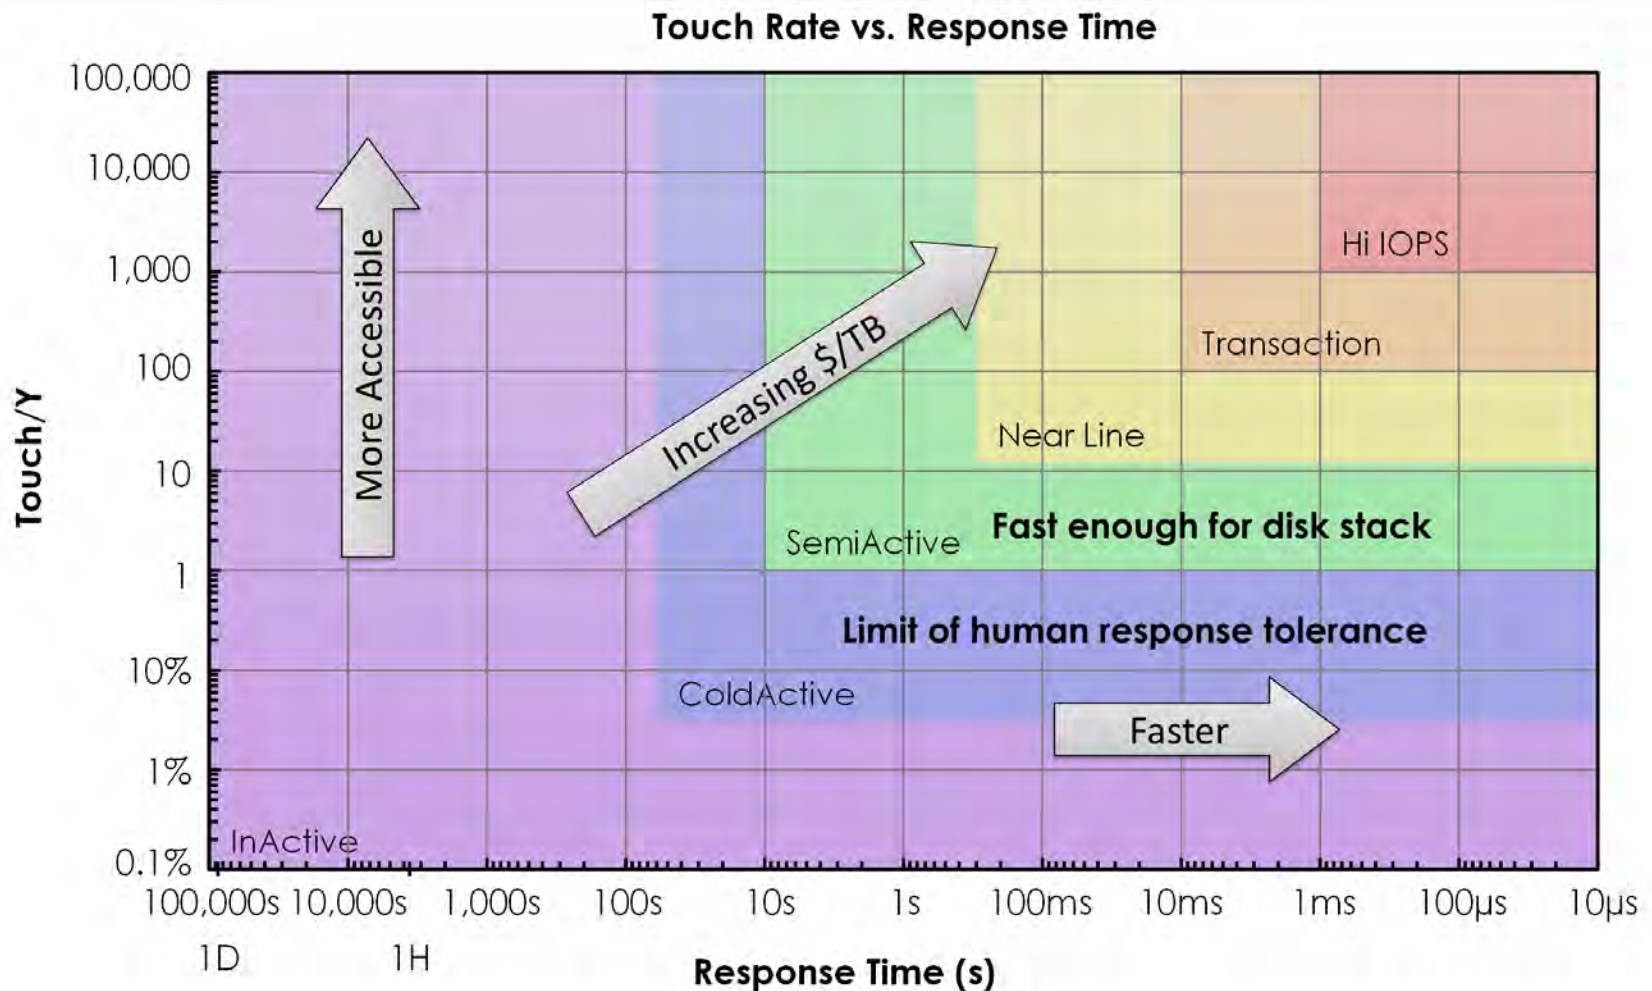 Touch Rate vs. Response Time
100,000
10,000
1,000
100
10
1
10%
1%
0.1%
Touch/Y
More Accessible
Increasing $/TB
Hi IOPS
Transaction
Near Line
SemiActive
Fast enough for disk stack
Limit of human response tolerance
ColdActive
Faster
InActive
100,000s 10,000s 1,000s 100s 10s 1s 100ms 10ms 1ms 100µs 10µs
1D 1H
Response Time (s)